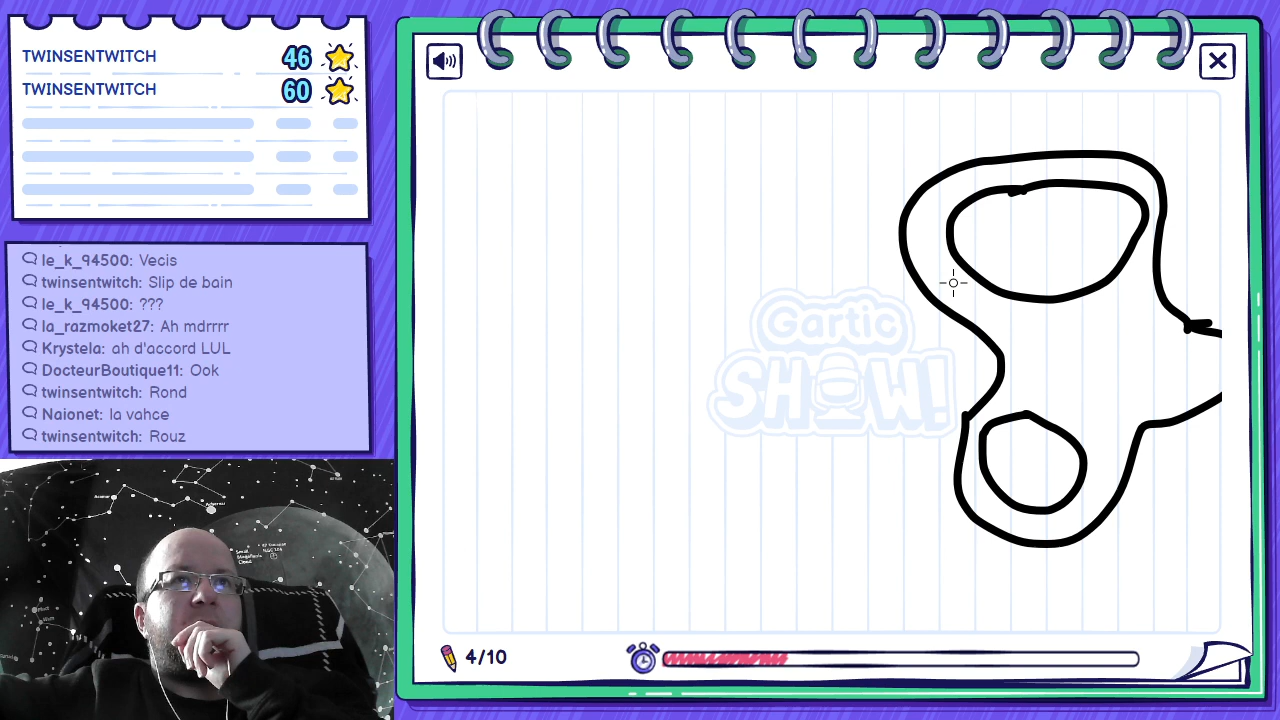 TWINSENTWITCH 46
TWINSENTWITCH 60
le_k_94500: Vecis
twinsentwitch: Slip de bain
le_k_94500: ???
la_razmoket27: Ah mdrrrr
Krystela: ah d'accord LUL
DocteurBoutique11: Ook
twinsentwitch: Rond
Naionet: la vahce
twinsentwitch: Rouz
Gartic
SHOW!
4/10